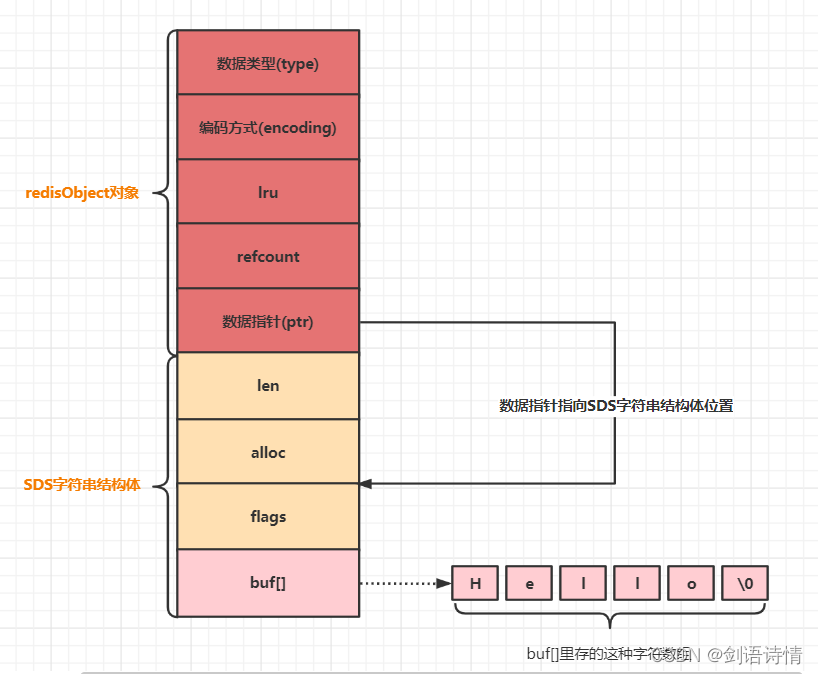 数据类型(type)
编码方式(encoding)
redisObject对象
lru
refcount
数据指针(ptr)
len
数据指针指向SDS字符串结构体位置
alloc
SDS字符串结构体
flags
buf[]
H e l l o \0
buf[]里存的这种字符数组
CSDN @剑语诗情